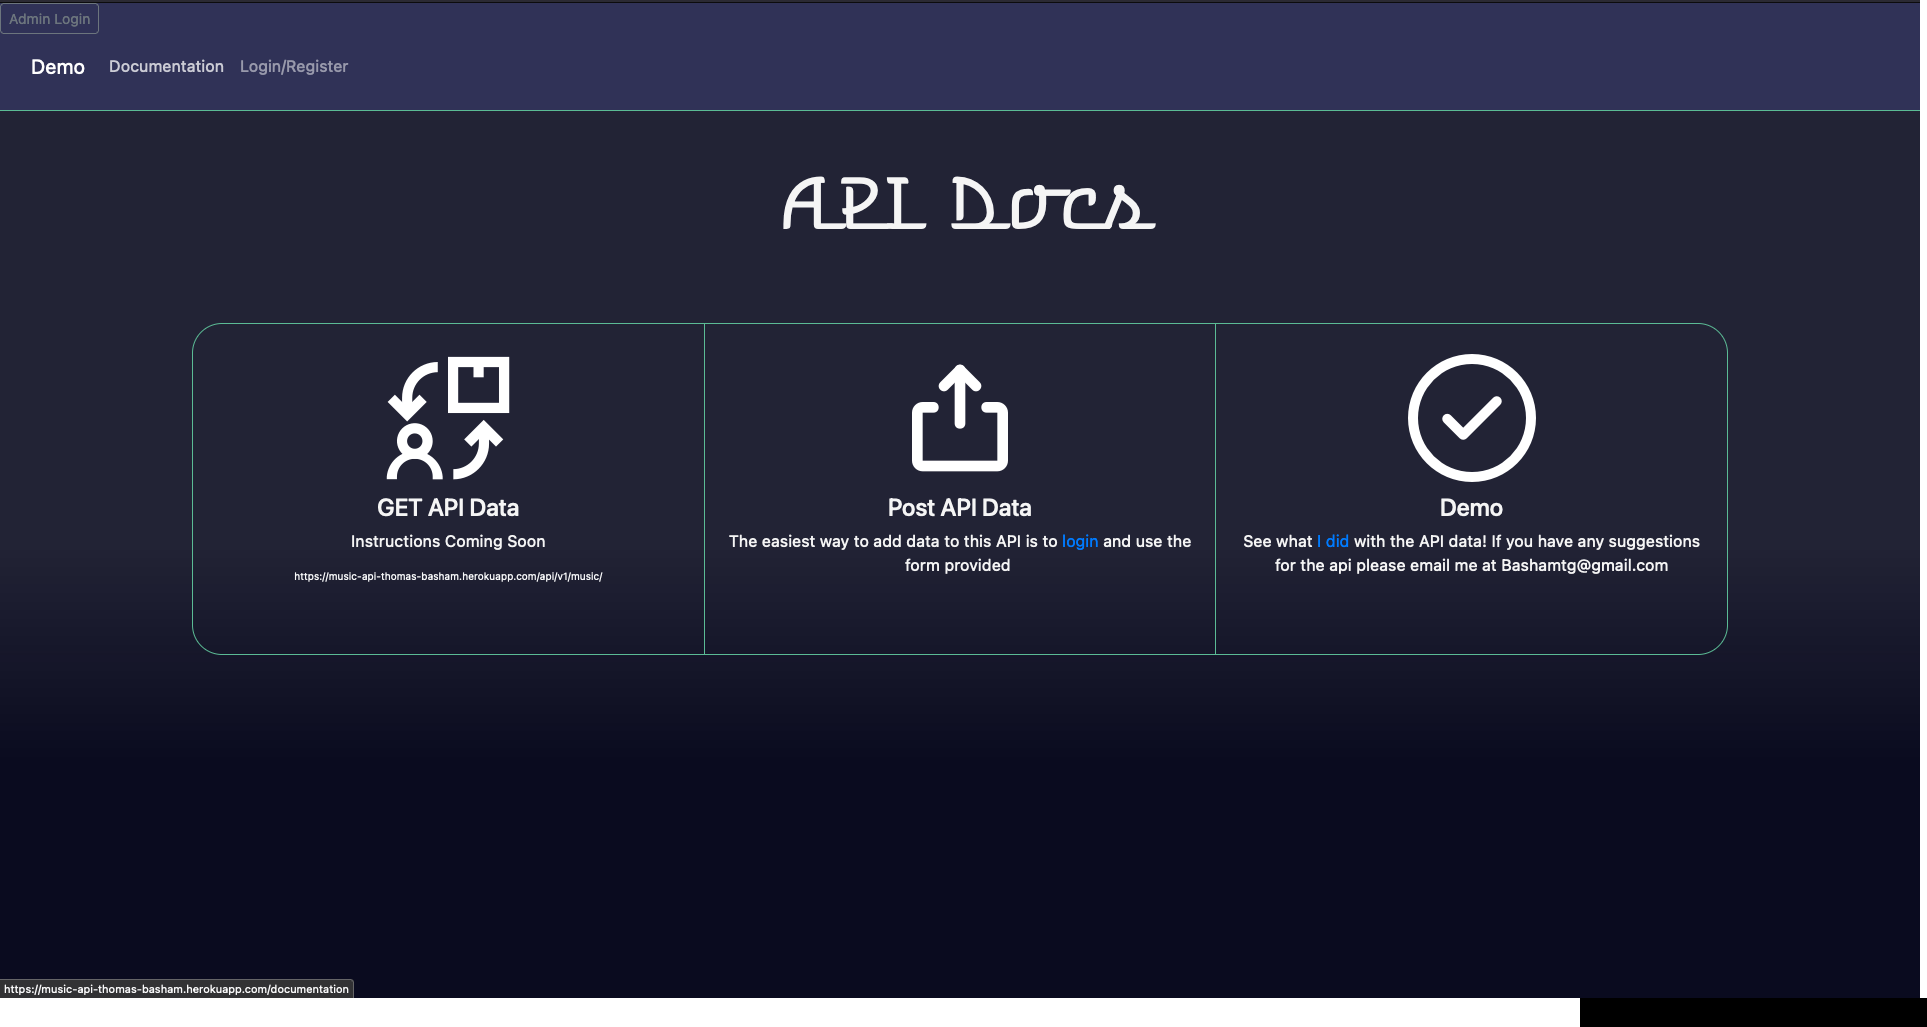 Admin Login
Demo Documentation Login/Register
API Docs
GET API Data
Instructions Coming Soon
https://music-api-thomas-basham.herokuapp.com/api/v1/music/
Post API Data
The easiest way to add data to this API is to login and use the
form provided
Demo
See what I did with the API data! If you have any suggestions
for the api please email me at Bashamtg@gmail.com
https://music-api-thomas-basham.herokuapp.com/documentation